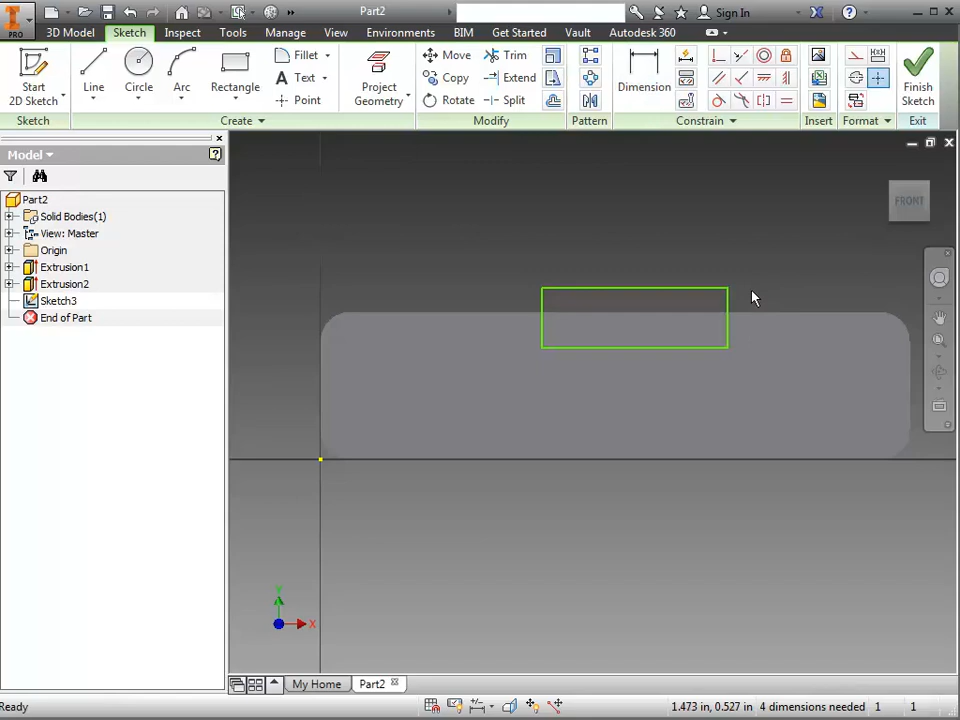 Part2
Sign In
PRO
3D Model Sketch Inspect Tools Manage View Environments BIM Get Started Vault Autodesk 360
Start
2D Sketch
Line
Circle
Arc
Rectangle
Fillet
Text
Point
Project
Geometry
Move
Copy
Rotate
Trim
Extend
Split
Dimension
Finish
Sketch
Sketch Create Modify Pattern Constrain Insert Format Exit
Model
Part2
Solid Bodies(1)
View: Master
Origin
Extrusion1
Extrusion2
Sketch3
End of Part
FRONT
Y
X
My Home Part2
Ready 1.473 in, 0.527 in 4 dimensions needed 1 1